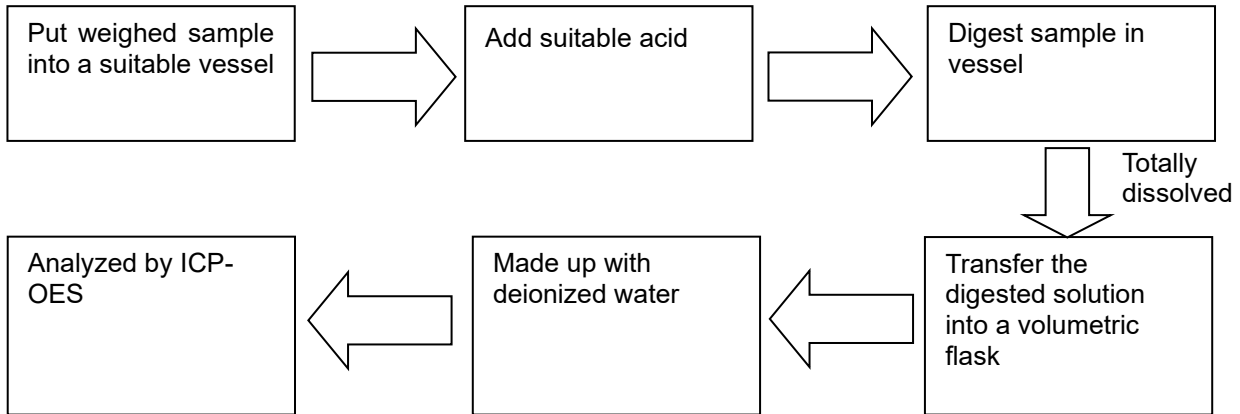 Put weighed sample
into a suitable vessel
Add suitable acid
Digest sample in
vessel
Totally
dissolved
Transfer the
digested solution
into a volumetric
flask
Made up with
deionized water
Analyzed by ICP-
OES